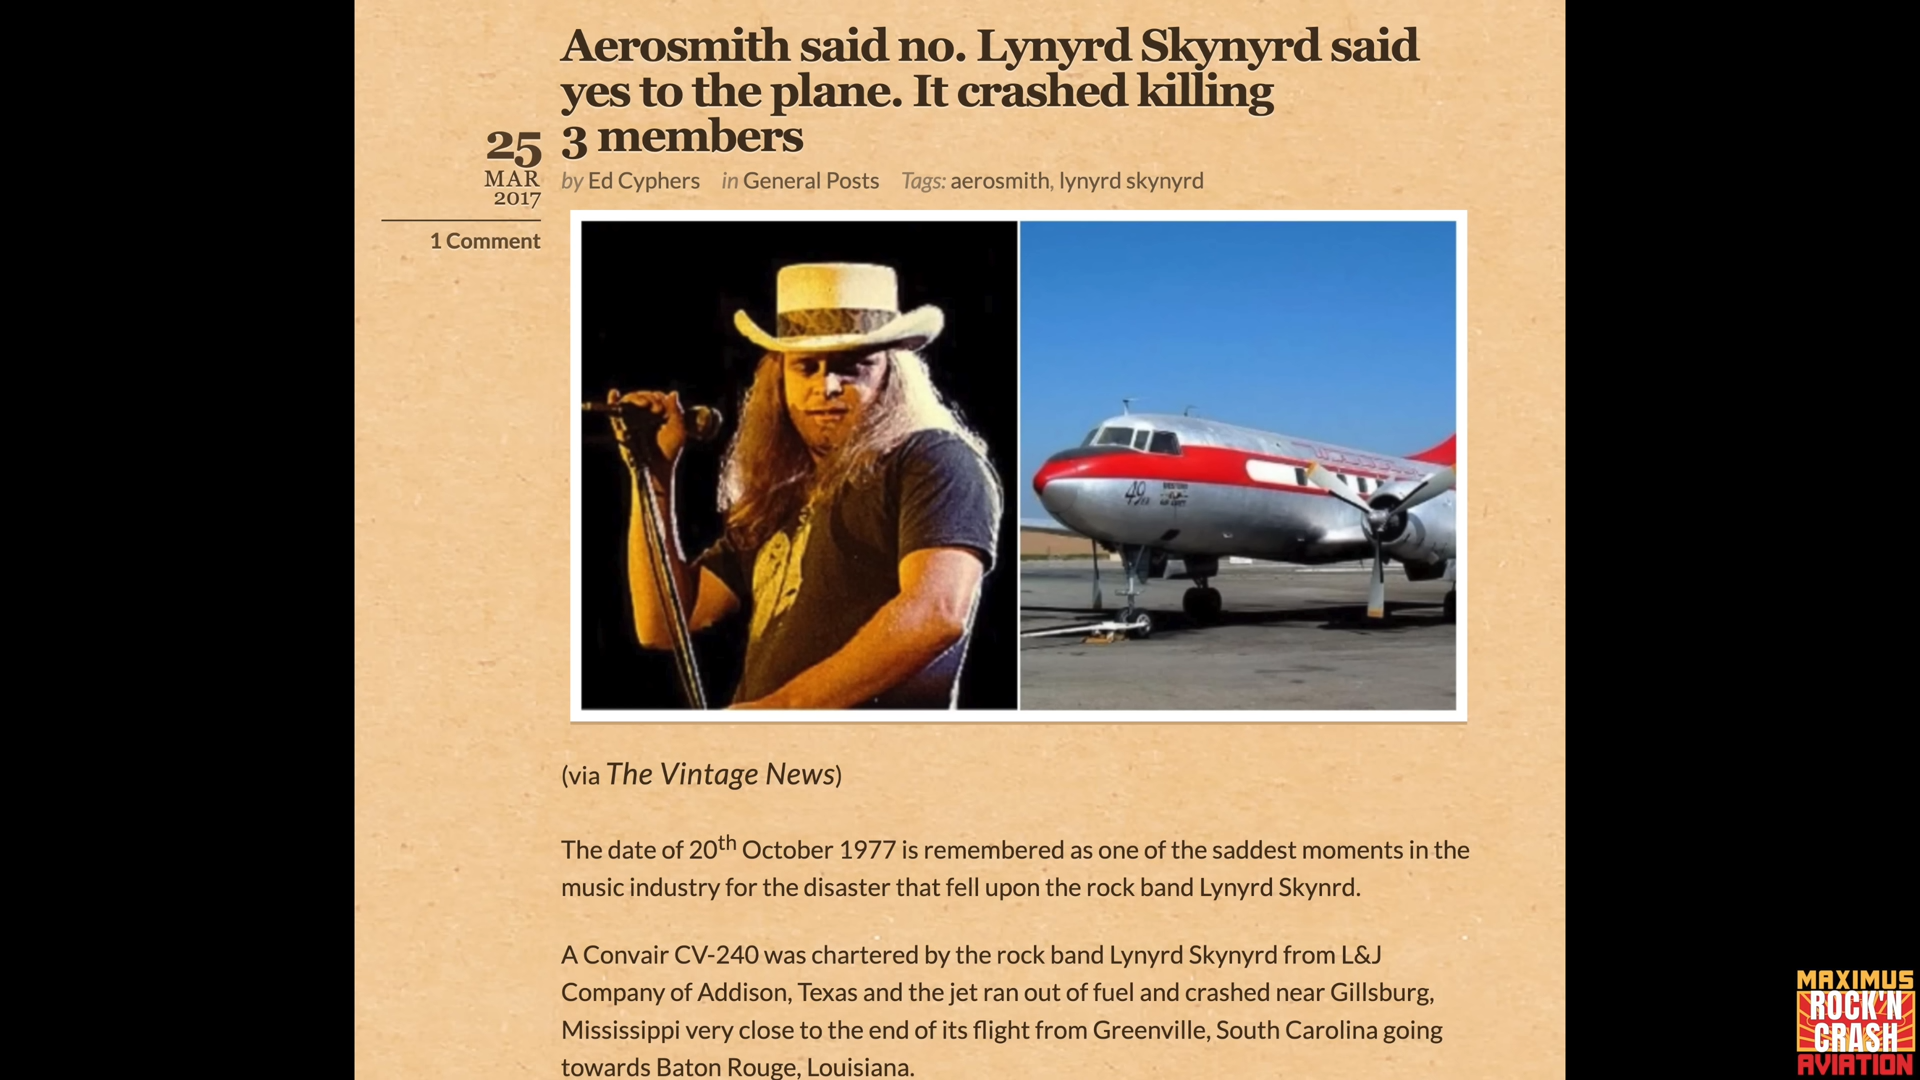 Aerosmith said no. Lynyrd Skynyrd said
yes to the plane. It crashed killing
3 members
25
MAR
2017
1 Comment
by Ed Cyphers in General Posts Tags: aerosmith, lynyrd skynyrd
49
(via The Vintage News)
The date of 20th October 1977 is remembered as one of the saddest moments in the
music industry for the disaster that fell upon the rock band Lynyrd Skynrd.
A Convair CV-240 was chartered by the rock band Lynyrd Skynyrd from L&J
Company of Addison, Texas and the jet ran out of fuel and crashed near Gillsburg,
Mississippi very close to the end of its flight from Greenville, South Carolina going
towards Baton Rouge, Louisiana.
MAXIMUS
ROCK'N
CRASH
AVIATION